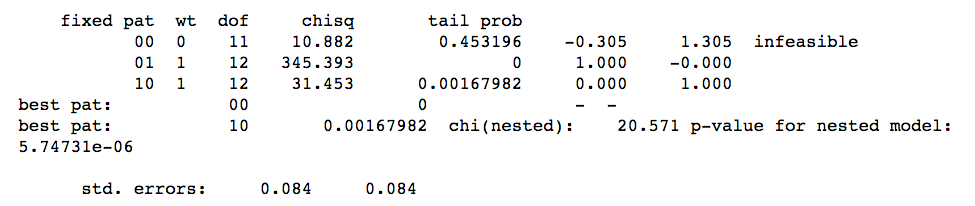 fixed pat wt dof chisq tail prob
00 0 11 10.882 0.453196 -0.305 1.305 infeasible
01 1 12 345.393 0 1.000 -0.000
10 1 12 31.453 0.00167982 0.000 1.000
best pat: 00 0 - -
best pat: 10 0.00167982 chi(nested): 20.571 p-value for nested model:
5.74731e-06
std. errors: 0.084 0.084